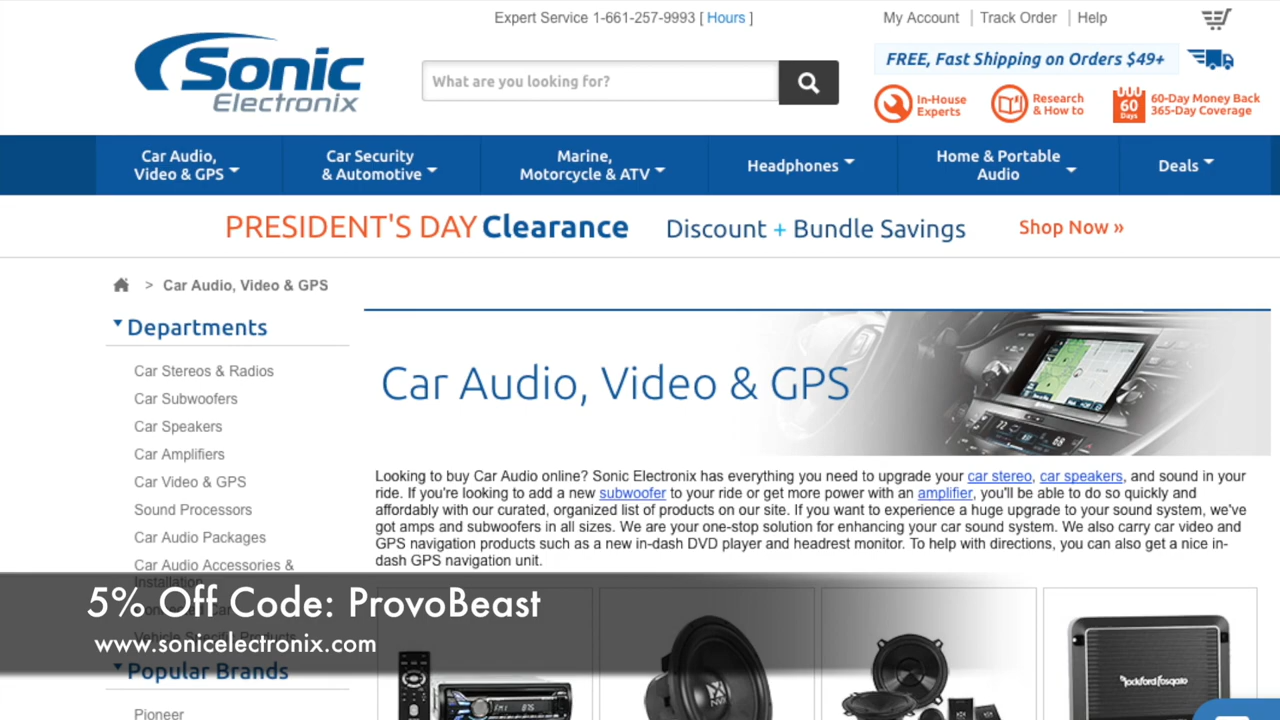 Expert Service 1-661-257-9993 [ Hours ]
My Account | Track Order | Help
Sonic
Electronix
What are you looking for?
FREE, Fast Shipping on Orders $49+
In-House
Experts
Research
& How to
60
Days
60-Day Money Back
365-Day Coverage
Car Audio,
Video & GPS
Car Security
& Automotive
Marine,
Motorcycle & ATV
Headphones
Home & Portable
Audio
Deals
PRESIDENT'S DAY Clearance Discount + Bundle Savings Shop Now »
> Car Audio, Video & GPS
Departments
Car Stereos & Radios
Car Subwoofers
Car Speakers
Car Amplifiers
Car Video & GPS
Sound Processors
Car Audio Packages
Car Audio Accessories &
Installation
Vehicle Specific Products
Popular Brands
Pioneer
Car Audio, Video & GPS
Looking to buy Car Audio online? Sonic Electronix has everything you need to upgrade your car stereo, car speakers, and sound in your
ride. If you're looking to add a new subwoofer to your ride or get more power with an amplifier, you'll be able to do so quickly and
affordably with our curated, organized list of products on our site. If you want to experience a huge upgrade to your sound system, we've
got amps and subwoofers in all sizes. We are your one-stop solution for enhancing your car sound system. We also carry car video and
GPS navigation products such as a new in-dash DVD player and headrest monitor. To help with directions, you can also get a nice in-
dash GPS navigation unit.
5% Off Code: ProvoBeast
www.sonicelectronix.com
Rockford Fosgate